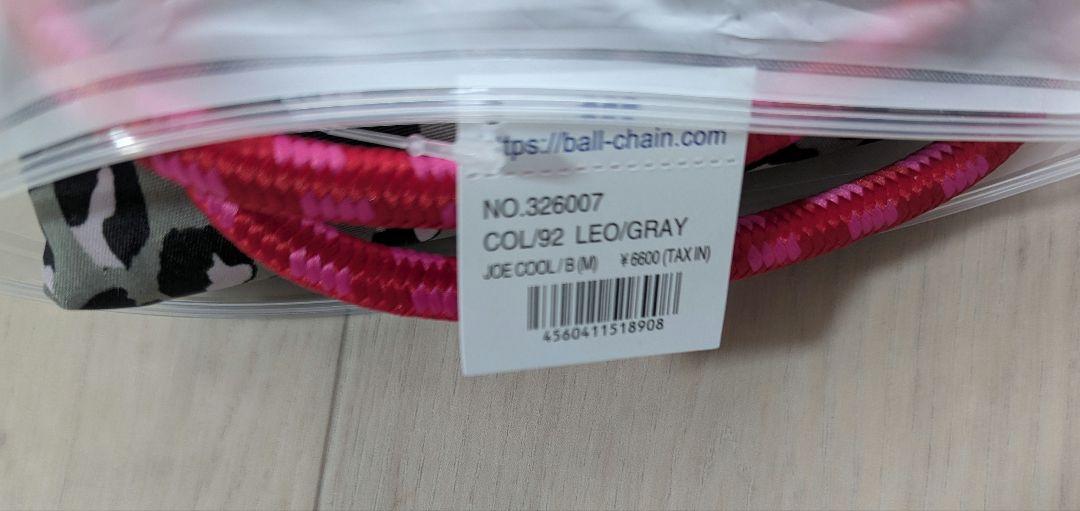 ttps://ball-chain.com
NO.326007
COL/92 LEO/GRAY
JOE COOL/B (M) ¥6600 (TAX IN)
4560411518908